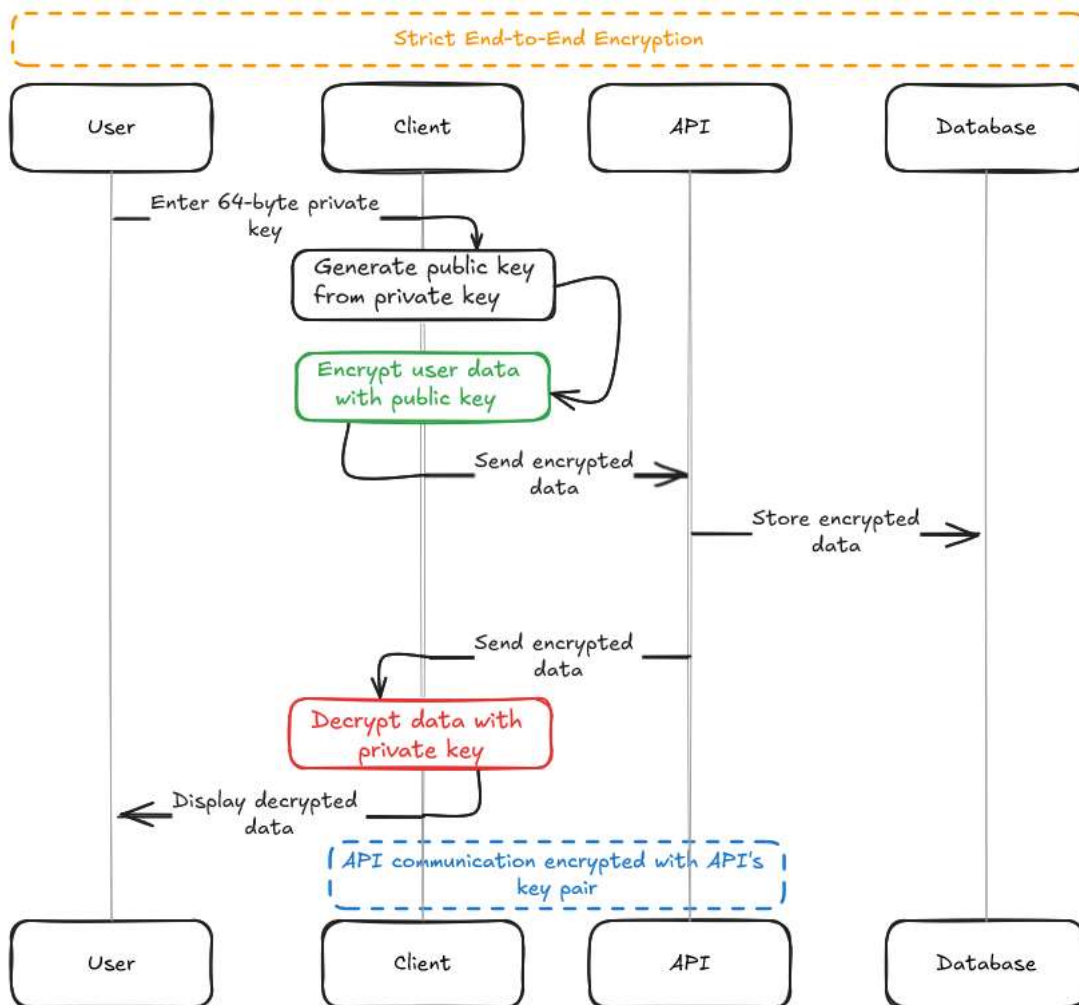 Strict End-to-End Encryption
User
Client
API
Database
Enter 64-byte private
key
Generate public key
from private key
Encrypt user data
with public key
Send encrypted
data
Store encrypted
data
Send encrypted
data
Decrypt data with
private key
Display decrypted
data
API communication encrypted with API's
key pair
User
Client
API
Database